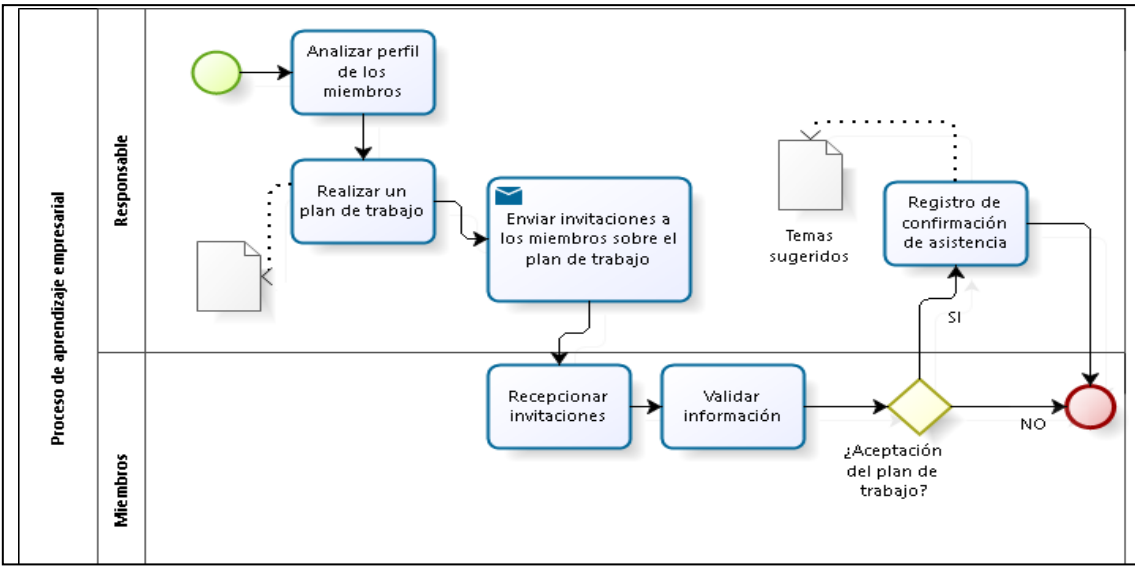 Proceso de aprendizaje empresarial
Responsable
Analizar perfil
de los
miembros
Realizar un
plan de trabajo
Enviar invitaciones a
los miembros sobre el
plan de trabajo
Temas
sugeridos
Registro de
confirmación
de asistencia
SI
Miembros
Recepcionar
invitaciones
Validar
información
¿Aceptación
del plan de
trabajo?
NO